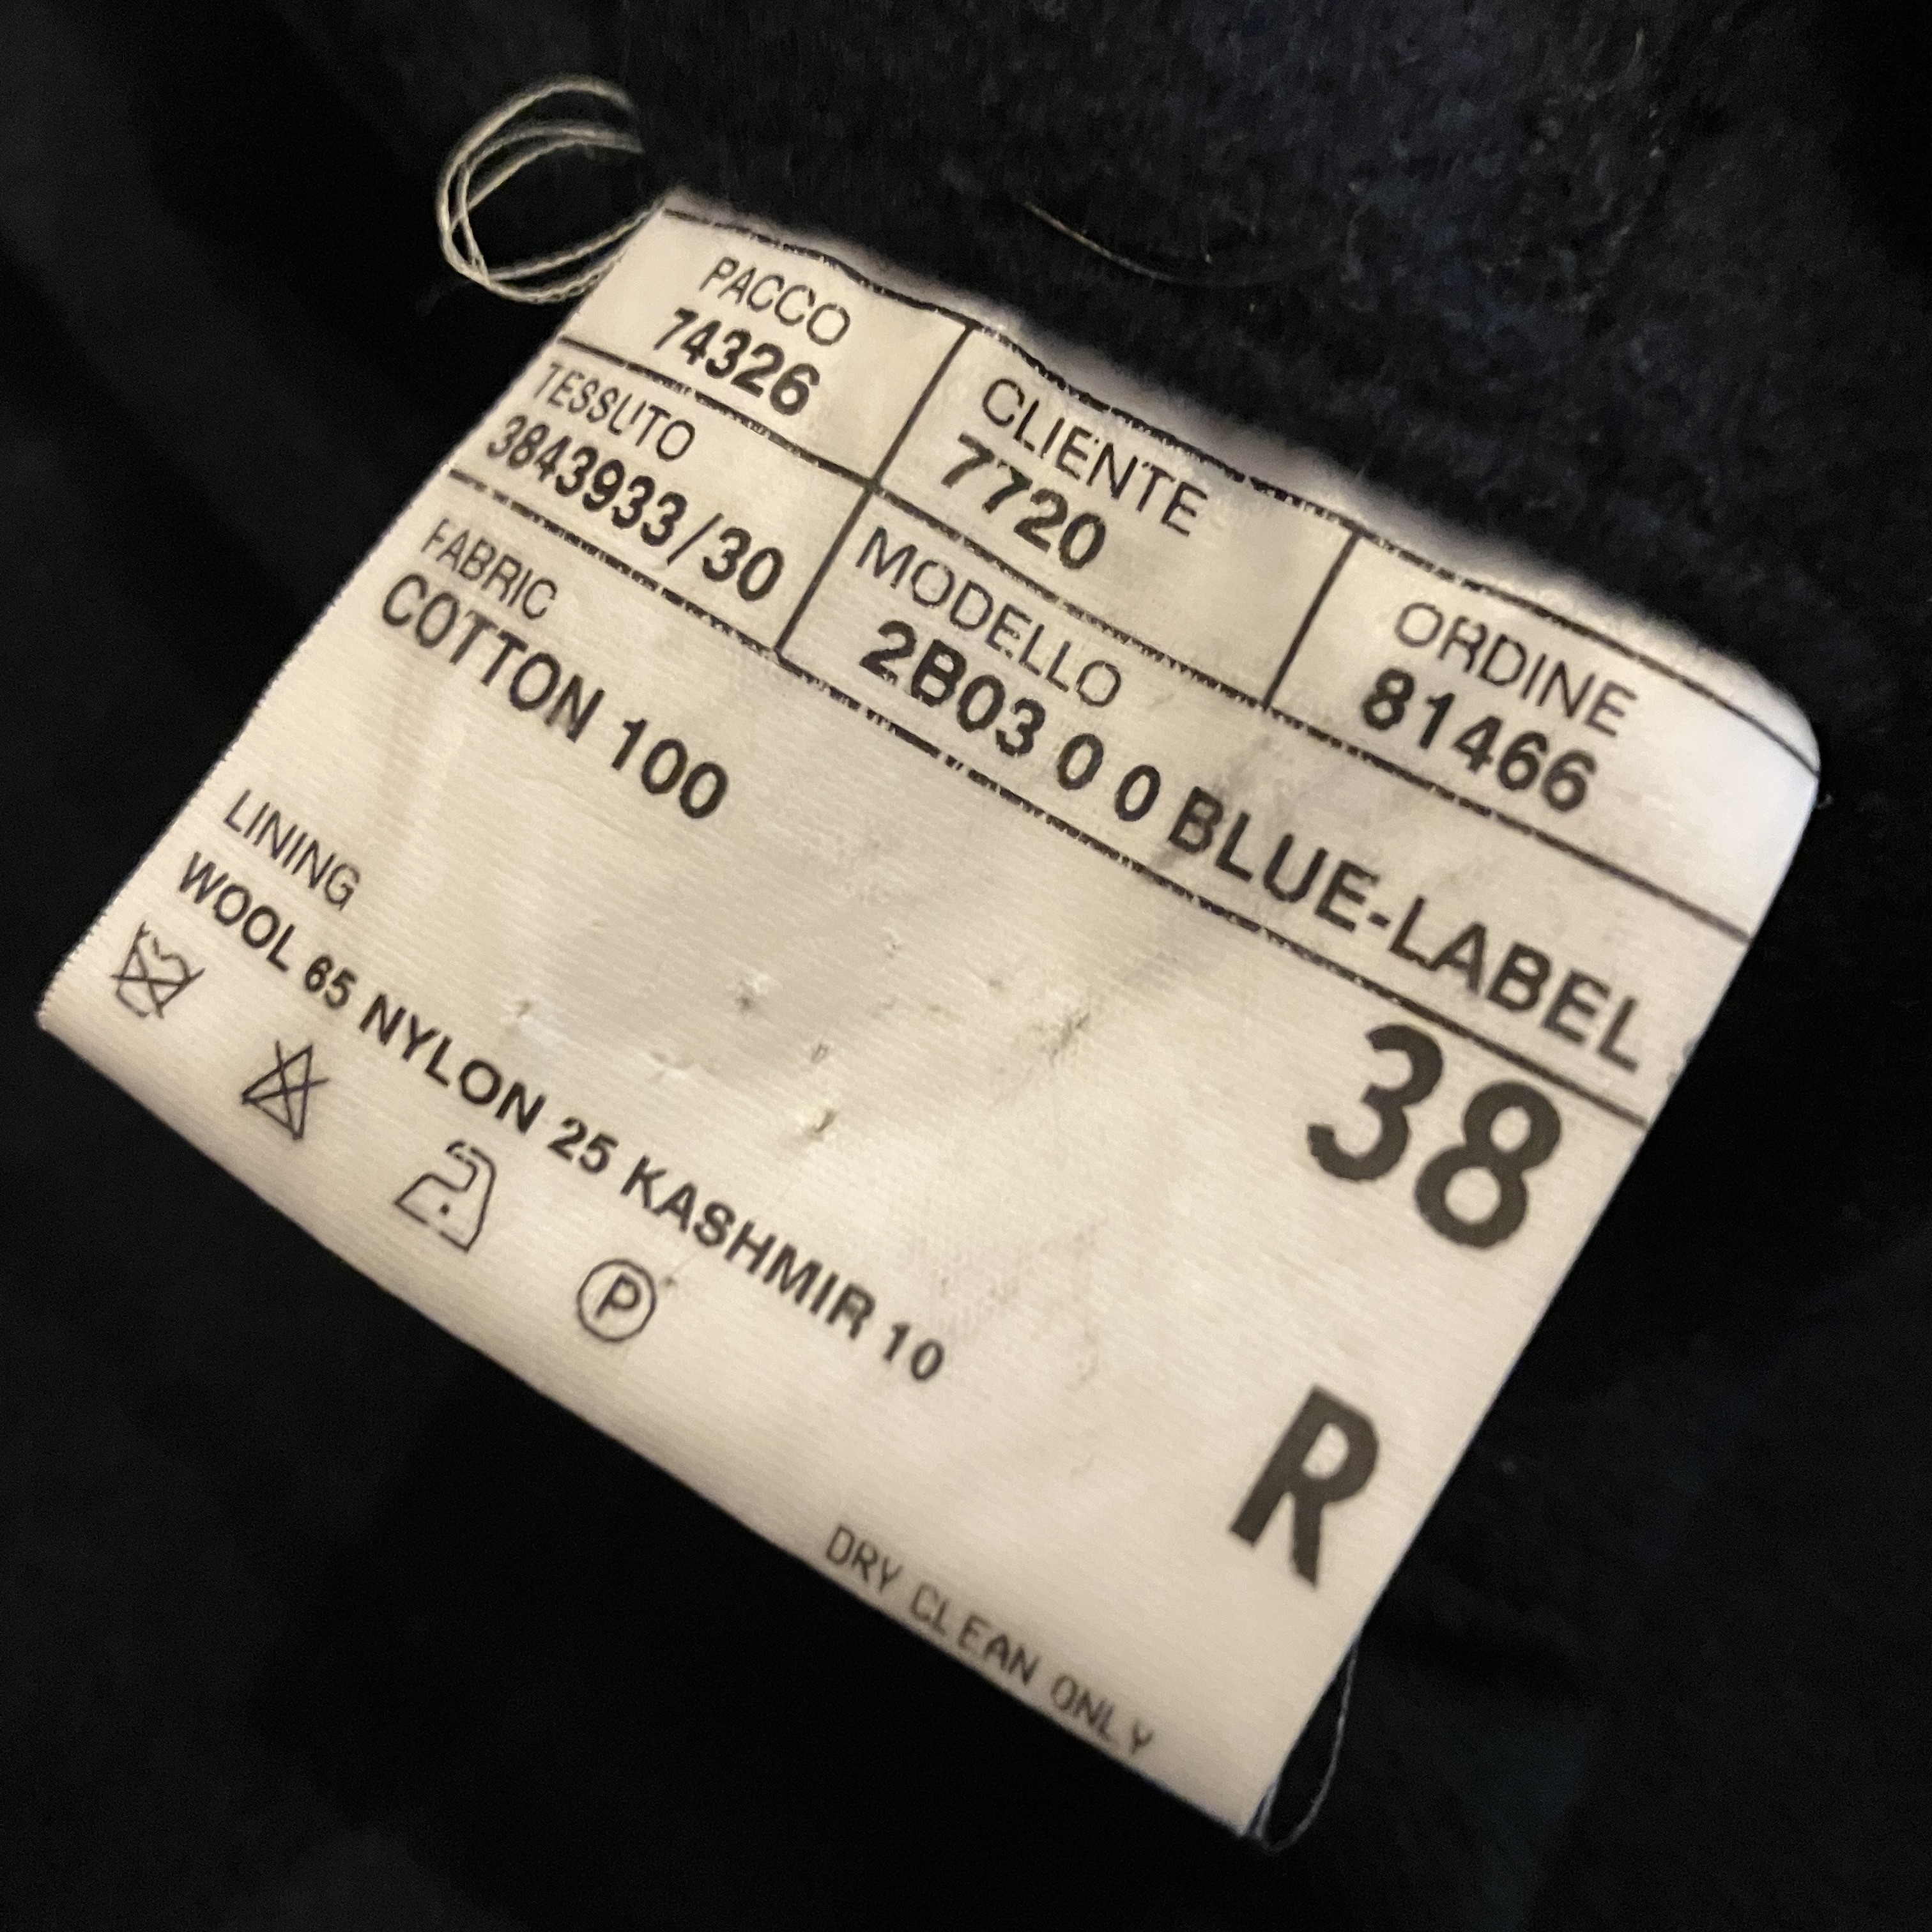 PACCO
74326
CLIENTE
7720
ORDINE
81466
TESSUTO
3843933/30
MODELLO
2B03 0 0 BLUE-LABEL
FABRIC
COTTON 100
38
LINING
WOOL 65 NYLON 25 KASHMIR 10
P
R
DRY CLEAN ONLY